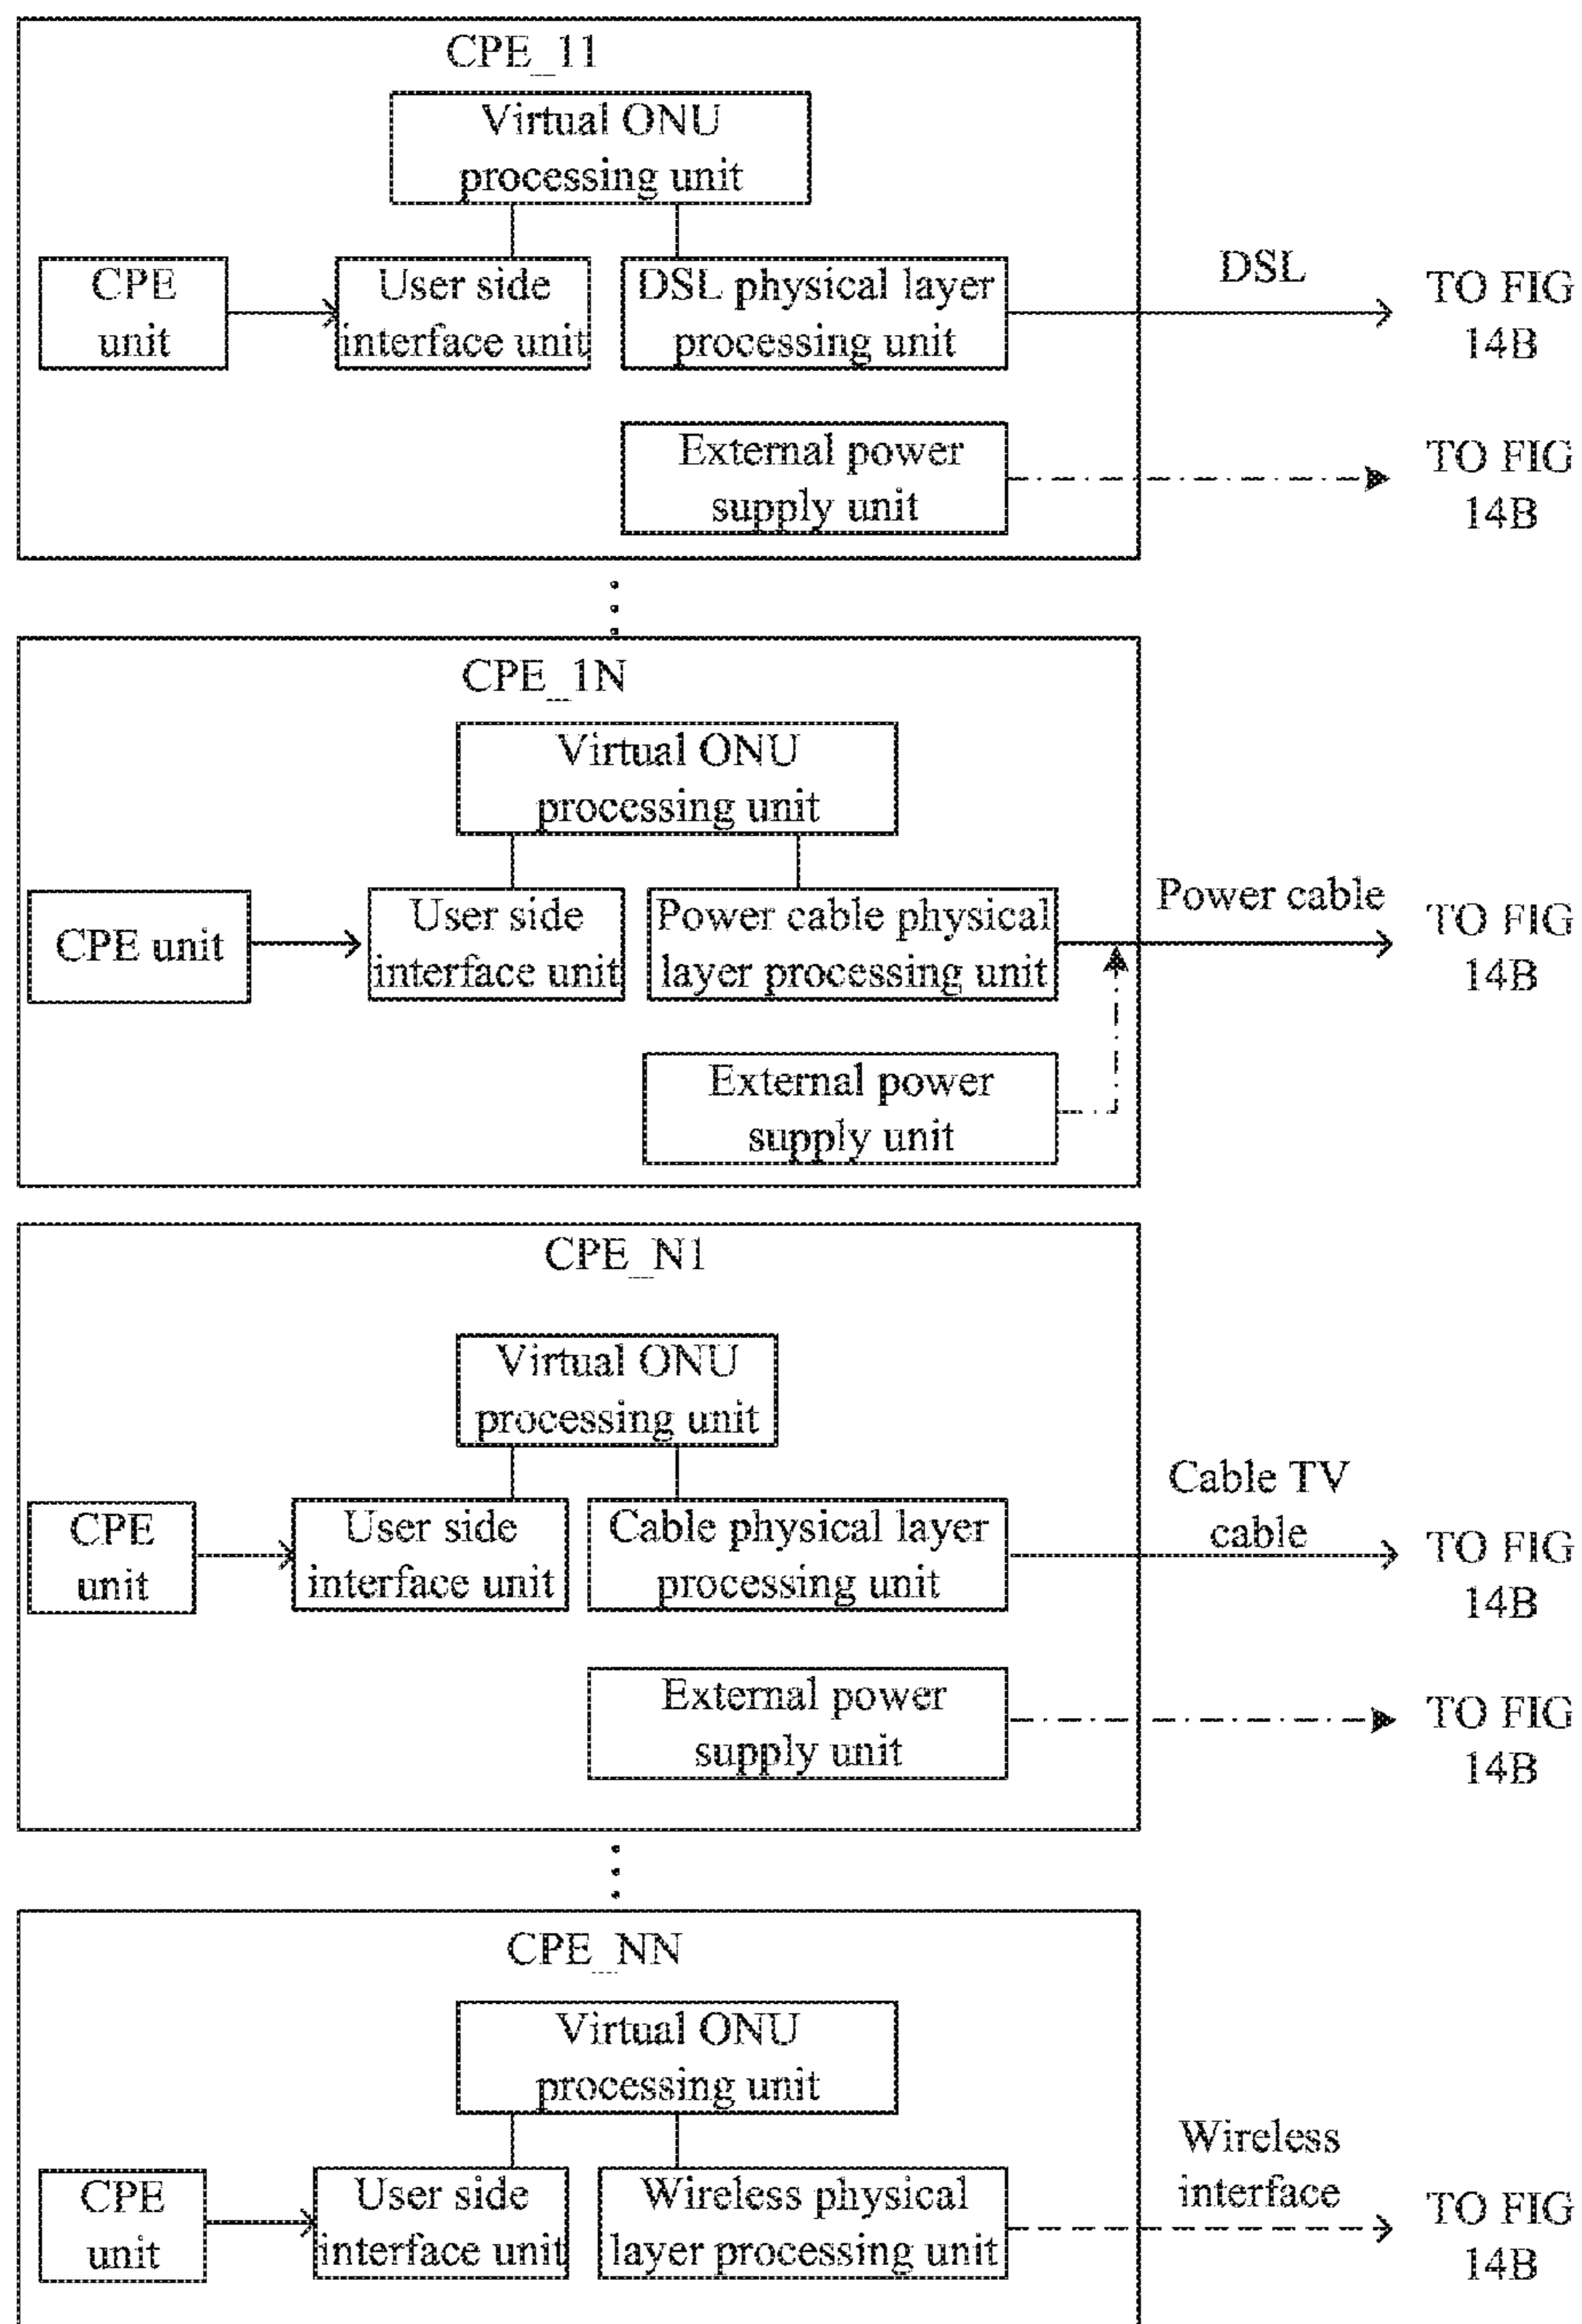 CPE_11
Virtual ONU
processing unit
CPE
unit
User side
interface unit
DSL physical layer
processing unit
DSL
TO FIG
14B
External power
supply unit
TO FIG
14B
CPE_1N
Virtual ONU
processing unit
CPE unit
User side
interface unit
Power cable physical
layer processing unit
Power cable
TO FIG
14B
External power
supply unit
CPE_N1
Virtual ONU
processing unit
CPE
unit
User side
interface unit
Cable physical layer
processing unit
Cable TV
cable
TO FIG
14B
External power
supply unit
TO FIG
14B
CPE_NN
Virtual ONU
processing unit
CPE
unit
User side
interface unit
Wireless physical
layer processing unit
Wireless
interface
TO FIG
14B